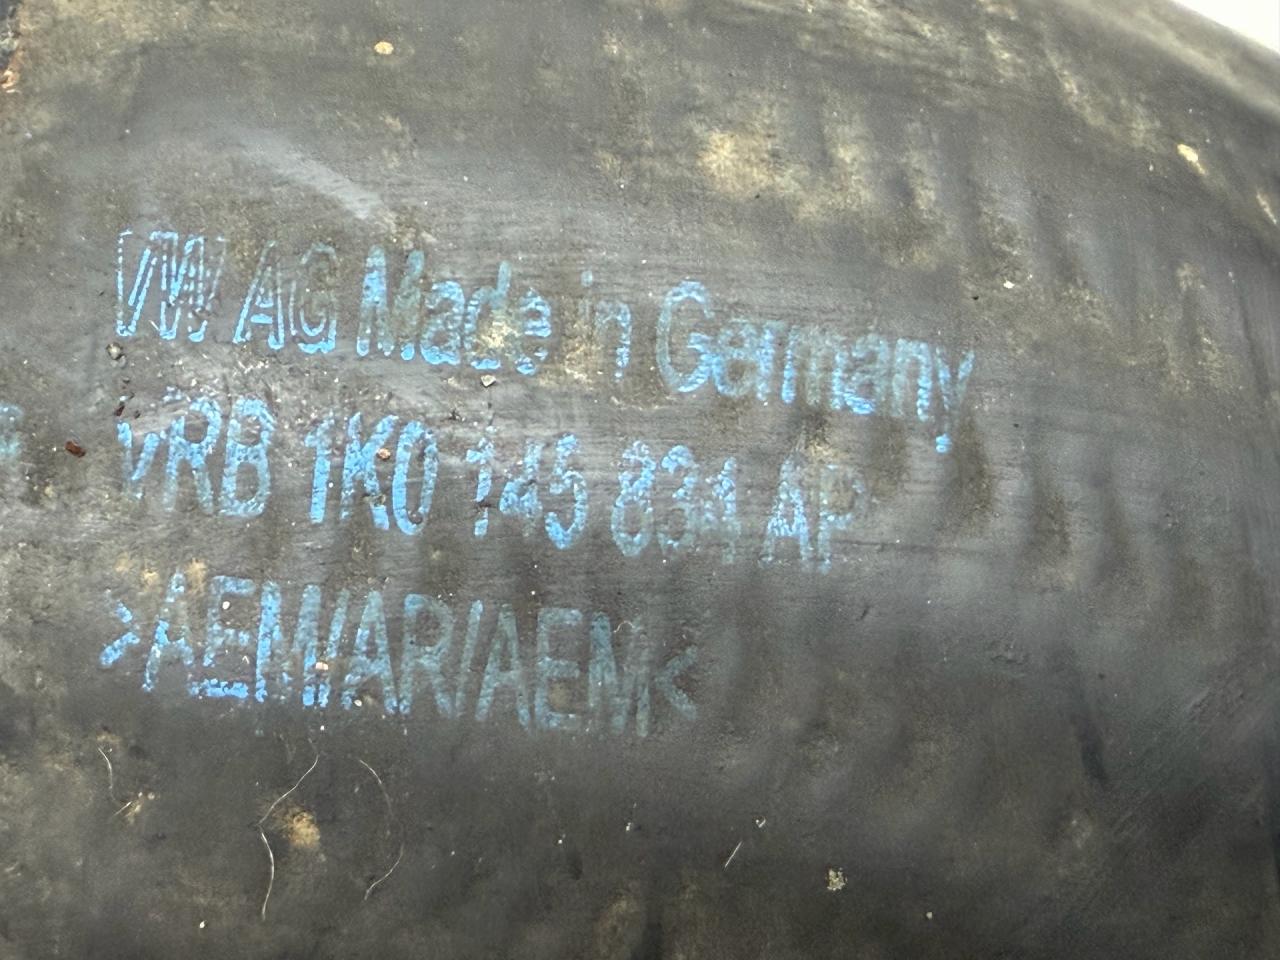 VW AG Made in Germany
vRB 1K0 145 834 AP
>AEM/AR/AEM<